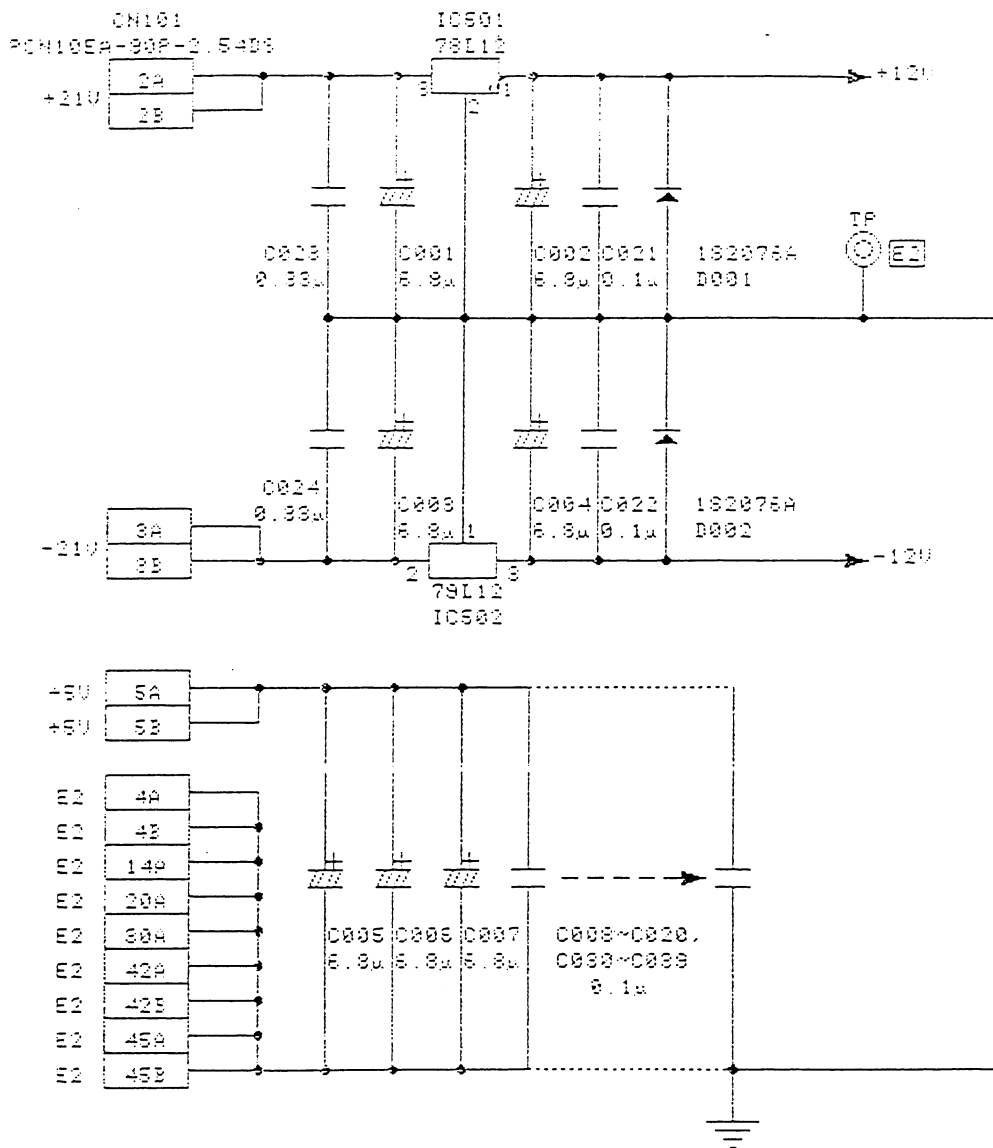 CN101
PCN10EA-90P-2.54DS
2A
+21V
2B
IC501
78L12
3
1
2
+12V
C023
0.33μ
C001
6.8μ
C002
6.8μ
C021
0.1μ
1S2076A
D001
TP
E2
C024
0.33μ
C003
6.8μ
C004
6.8μ
C022
0.1μ
1S2076A
D002
3A
-21V
3B
1
2
3
79L12
IC502
-12V
+5V
5A
+5V
5B
E2 4A
E2 4B
E2 14A
E2 20A
E2 30A
E2 42A
E2 42B
E2 45A
E2 45B
C005
6.8μ
C006
6.8μ
C007
6.8μ
C008~C020,
C030~C039
0.1μ